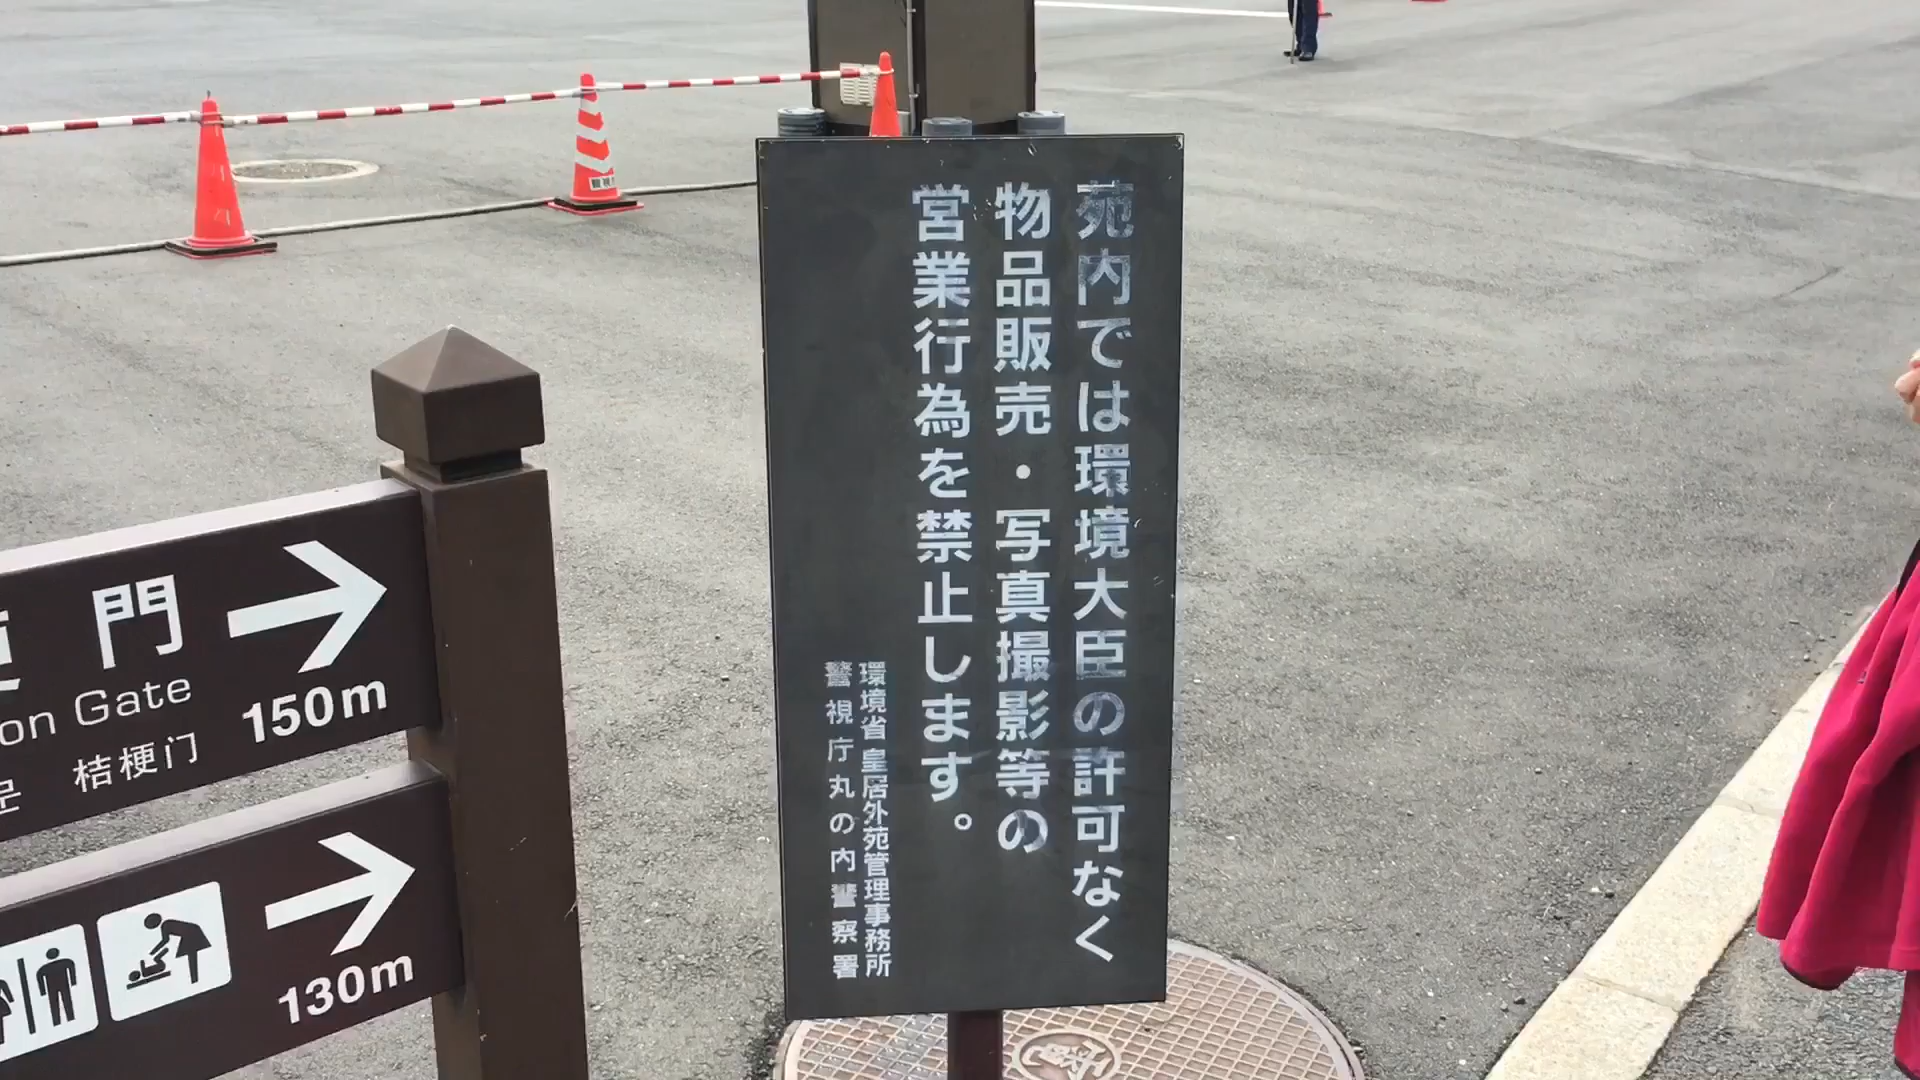 苑内では環境大臣の許可なく
物品販売・写真撮影等の
営業行為を禁止します。
環境省皇居外苑管理事務所
警視庁丸の内警察署
門
on Gate
150m
桔梗门
130m